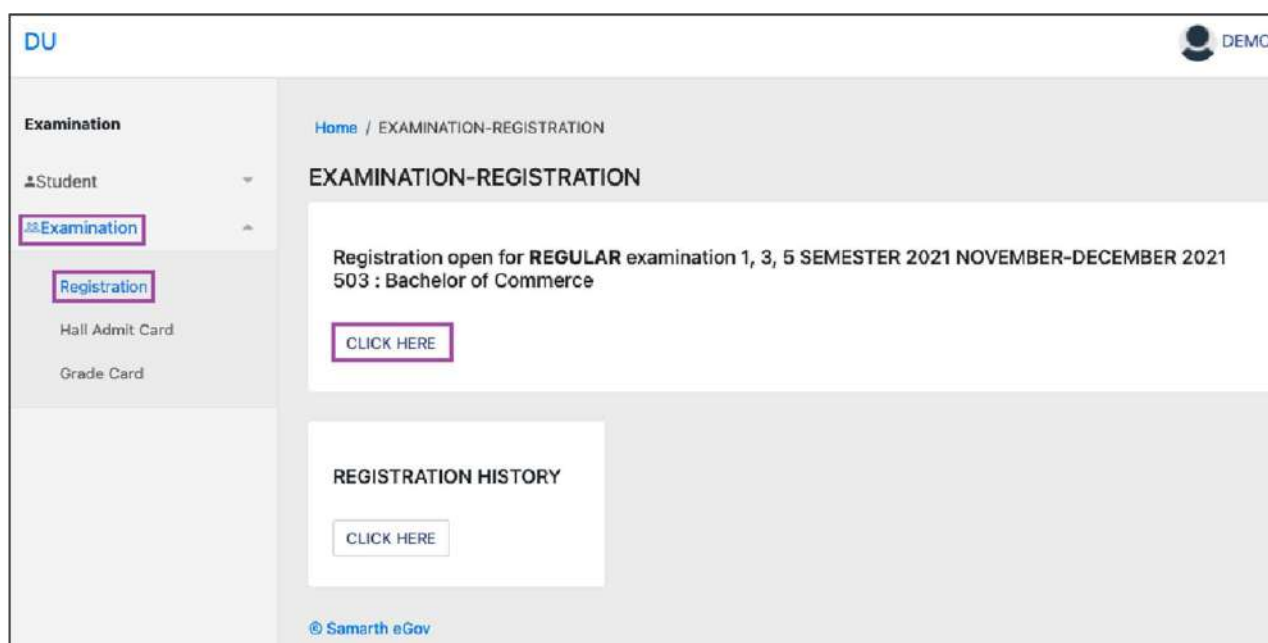 DU
DEMO
Examination
Student
Examination
Registration
Hall Admit Card
Grade Card
Home / EXAMINATION-REGISTRATION
EXAMINATION-REGISTRATION
Registration open for REGULAR examination 1, 3, 5 SEMESTER 2021 NOVEMBER-DECEMBER 2021
503 : Bachelor of Commerce
CLICK HERE
REGISTRATION HISTORY
CLICK HERE
© Samarth eGov